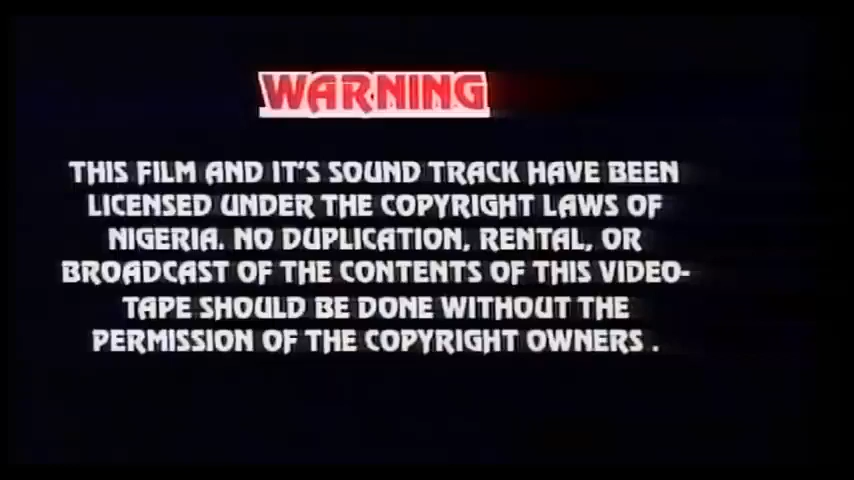 WARNING
THIS FILM AND IT'S SOUND TRACK HAVE BEEN
LICENSED UNDER THE COPYRIGHT LAWS OF
NIGERIA. NO DUPLICATION, RENTAL, OR
BROADCAST OF THE CONTENTS OF THIS VIDEO-
TAPE SHOULD BE DONE WITHOUT THE
PERMISSION OF THE COPYRIGHT OWNERS .